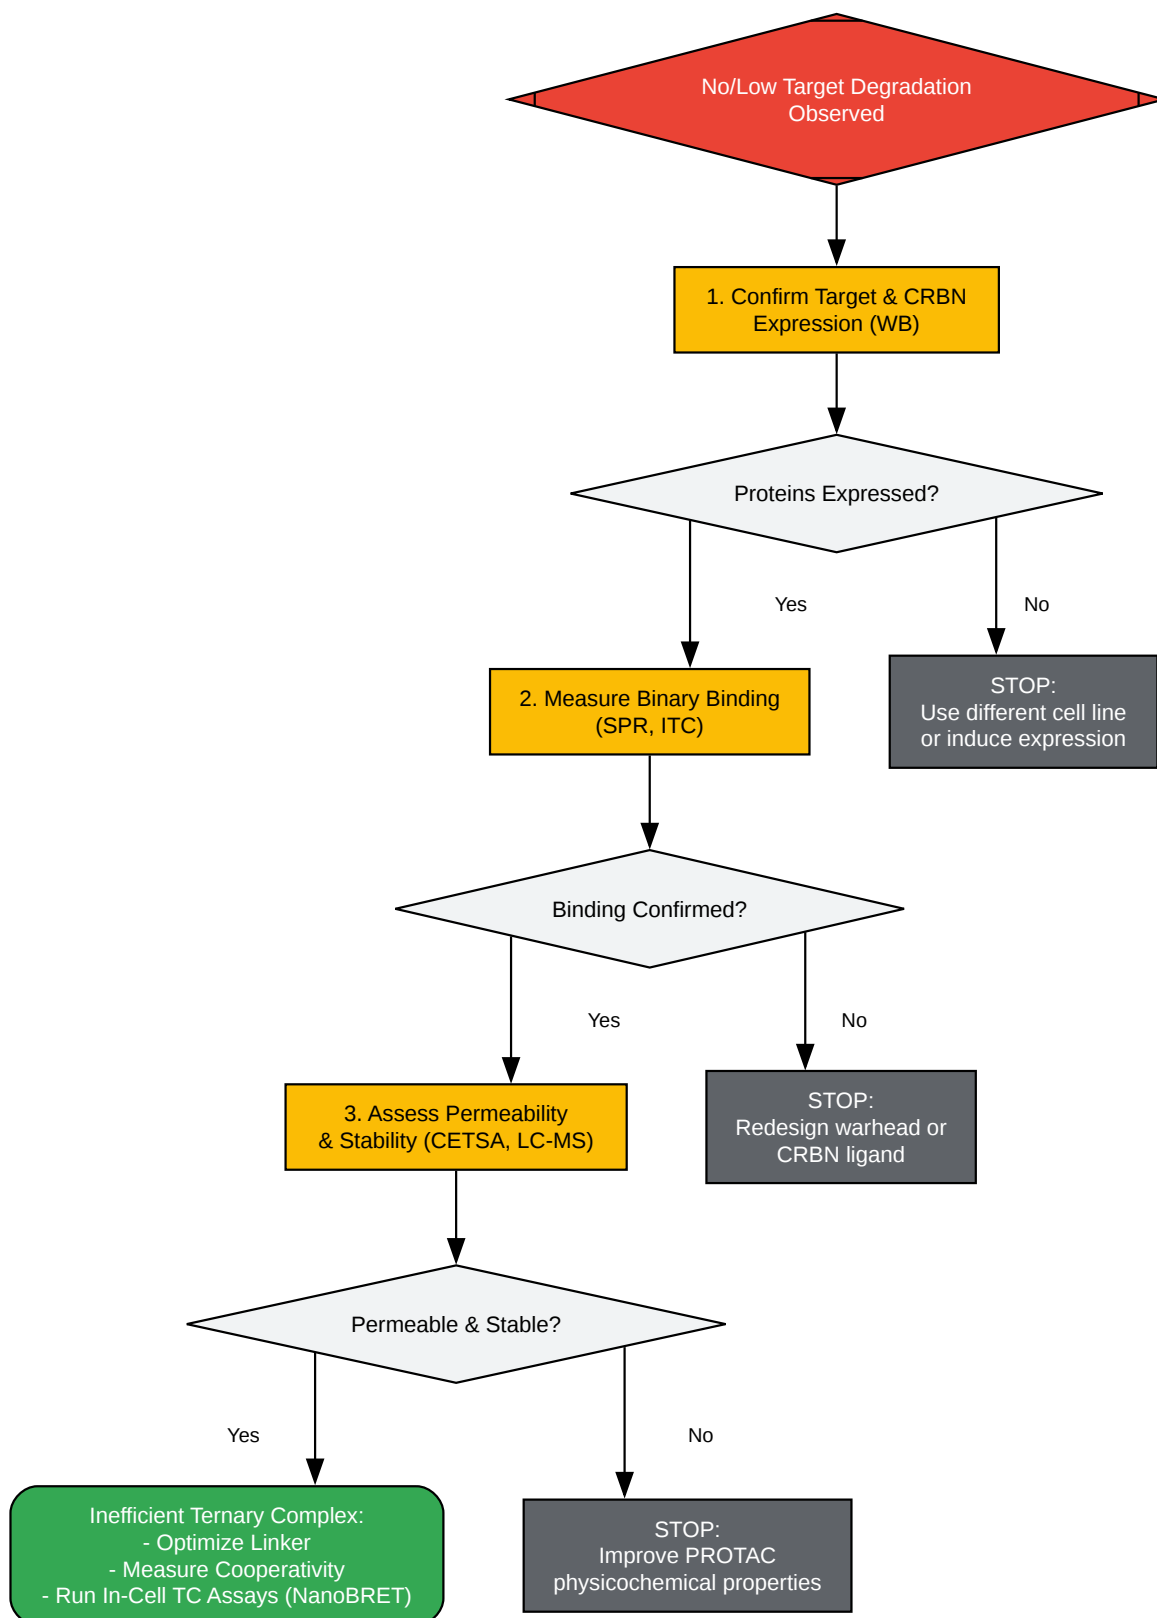 No/Low Target Degradation
Observed
1. Confirm Target & CRBN
Expression (WB)
Proteins Expressed?
Yes
No
2. Measure Binary Binding
(SPR, ITC)
STOP:
Use different cell line
or induce expression
Binding Confirmed?
Yes
No
3. Assess Permeability
& Stability (CETSA, LC-MS)
STOP:
Redesign warhead or
CRBN ligand
Permeable & Stable?
Yes
No
Inefficient Ternary Complex:
- Optimize Linker
- Measure Cooperativity
- Run In-Cell TC Assays (NanoBRET)
STOP:
Improve PROTAC
physicochemical properties